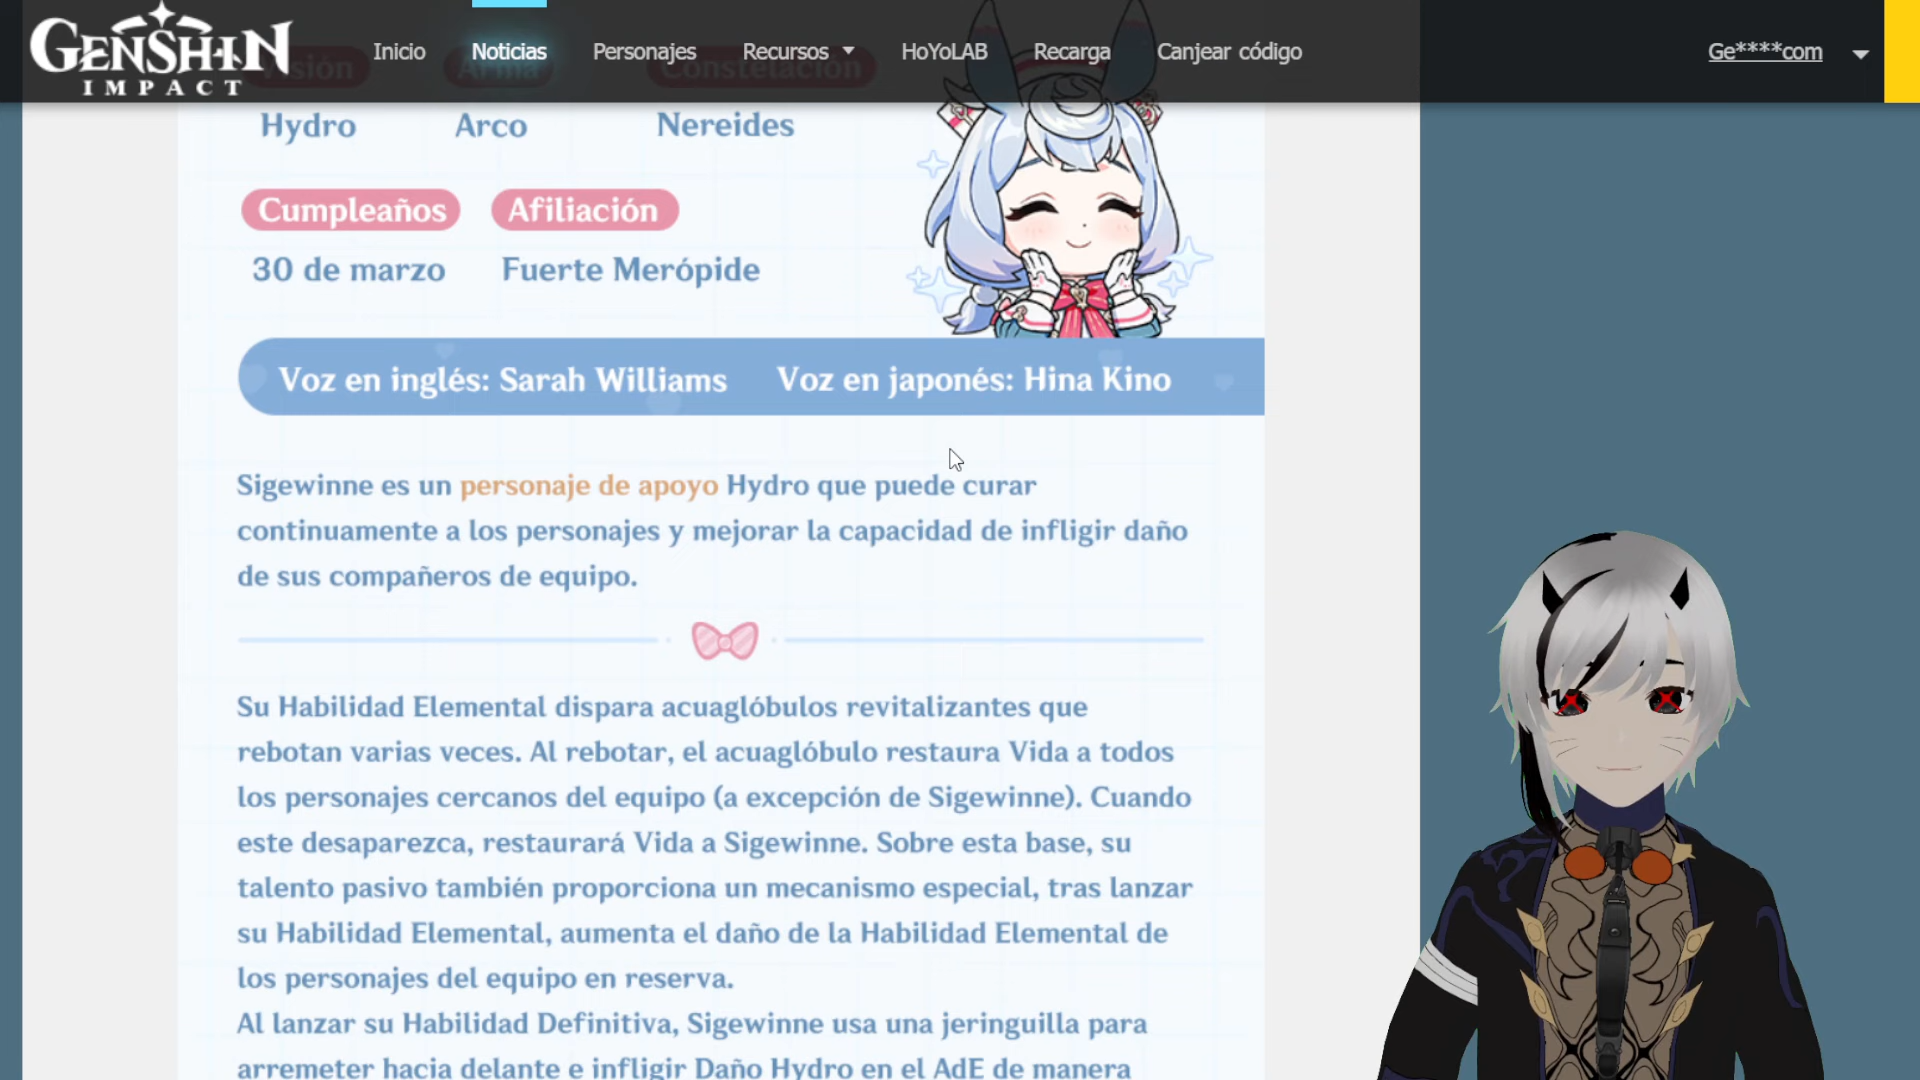 GENSHIN
IMPACT
Inicio
Noticias
Personajes
Recursos
HoYoLAB
Recarga
Canjear código
Ge****com
Visión
Arma
Constelación
Hydro
Arco
Nereides
Cumpleaños
Afiliación
30 de marzo
Fuerte Merópide
Voz en inglés: Sarah Williams
Voz en japonés: Hina Kino
Sigewinne es un personaje de apoyo Hydro que puede curar
continuamente a los personajes y mejorar la capacidad de infligir daño
de sus compañeros de equipo.
Su Habilidad Elemental dispara acuaglóbulos revitalizantes que
rebotan varias veces. Al rebotar, el acuaglóbulo restaura Vida a todos
los personajes cercanos del equipo (a excepción de Sigewinne). Cuando
este desaparezca, restaurará Vida a Sigewinne. Sobre esta base, su
talento pasivo también proporciona un mecanismo especial, tras lanzar
su Habilidad Elemental, aumenta el daño de la Habilidad Elemental de
los personajes del equipo en reserva.
Al lanzar su Habilidad Definitiva, Sigewinne usa una jeringuilla para
arremeter hacia delante e infligir Daño Hydro en el AdE de manera